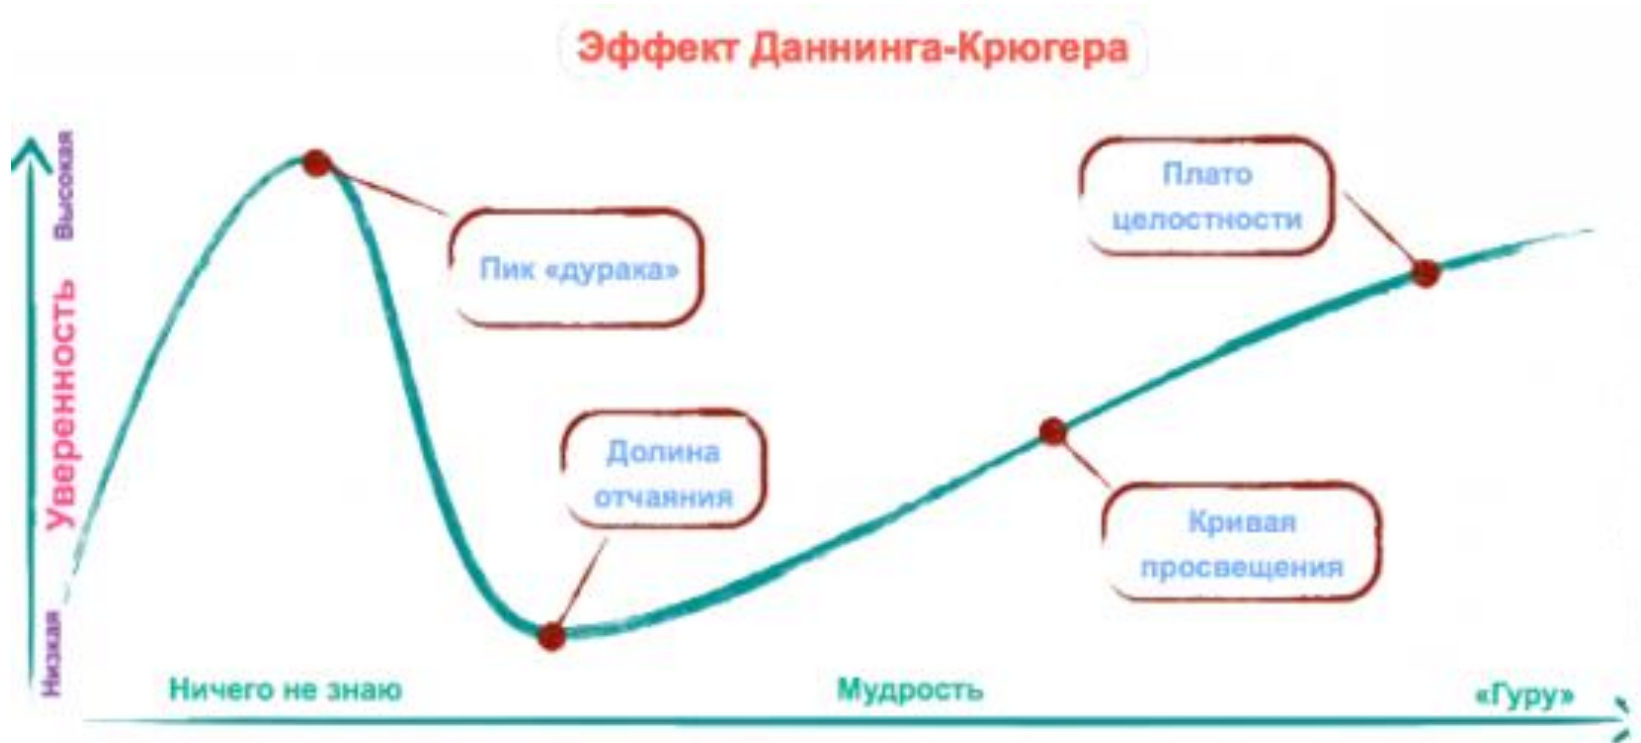 Эффект Даннинга-Крюгера
Высокая
Уверенность
Низкая
Пик «дурака»
Долина
отчаяния
Плато
целостности
Кривая
просвещения
Ничего не знаю
Мудрость
«Гуру»